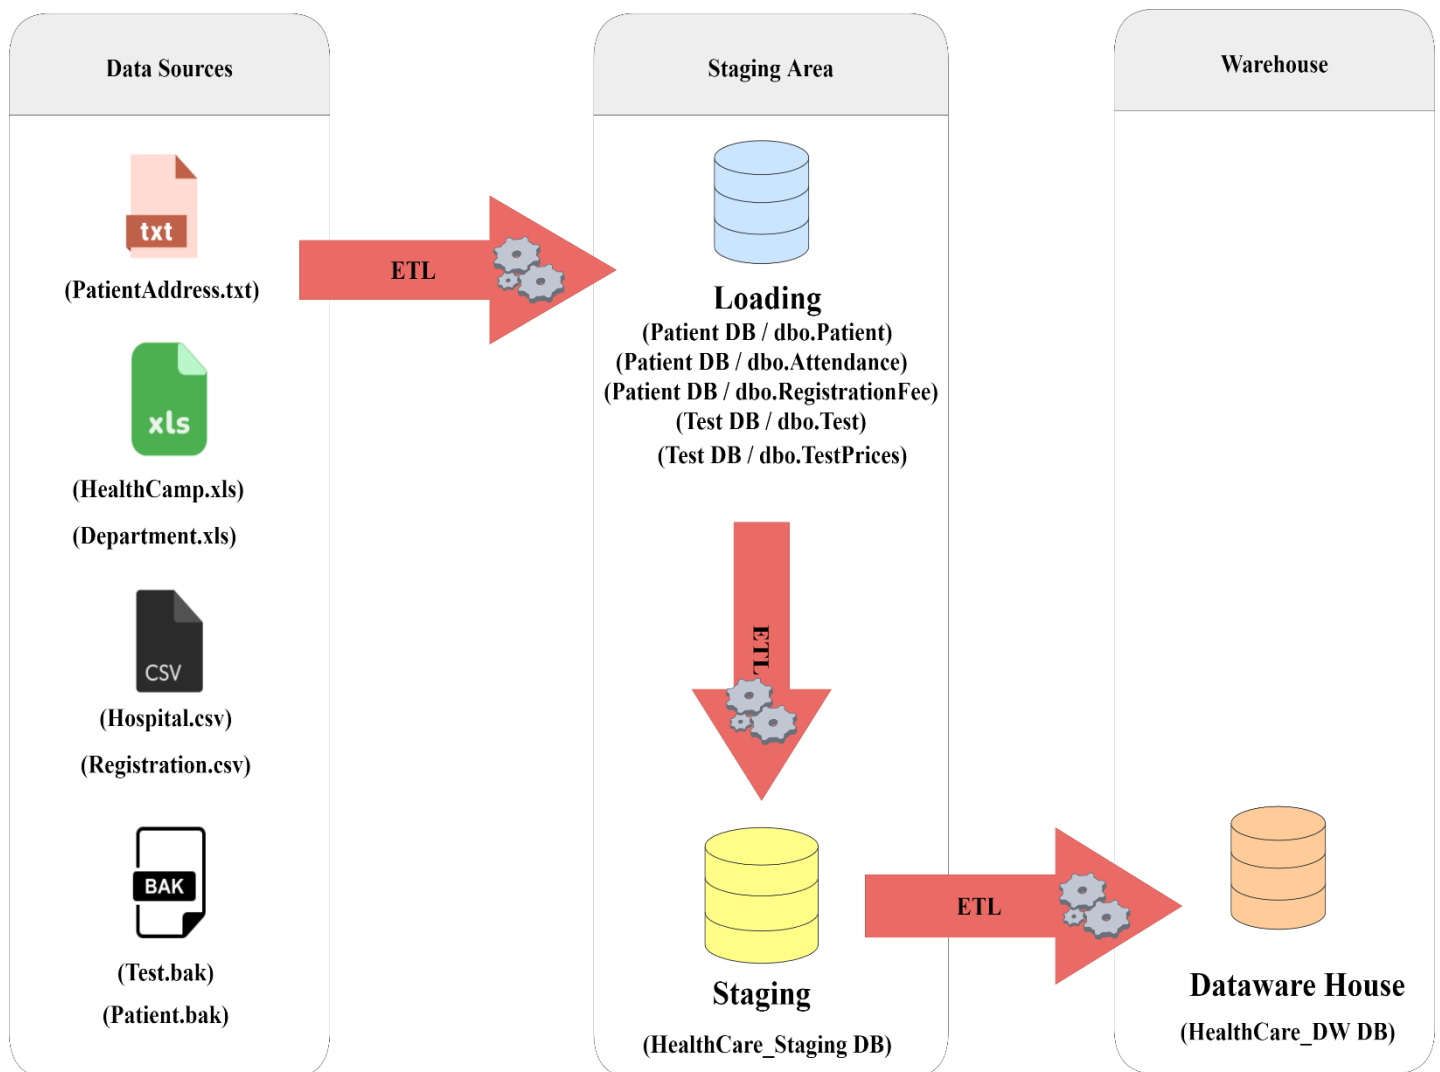 Data Sources
txt
(PatientAddress.txt)
xls
(HealthCamp.xls)
(Department.xls)
CSV
(Hospital.csv)
(Registration.csv)
BAK
(Test.bak)
(Patient.bak)
ETL
Staging Area
Loading
(Patient DB / dbo.Patient)
(Patient DB / dbo.Attendance)
(Patient DB / dbo.RegistrationFee)
(Test DB / dbo.Test)
(Test DB / dbo.TestPrices)
ETL
Staging
(HealthCare_Staging DB)
ETL
Warehouse
Dataware House
(HealthCare_DW DB)